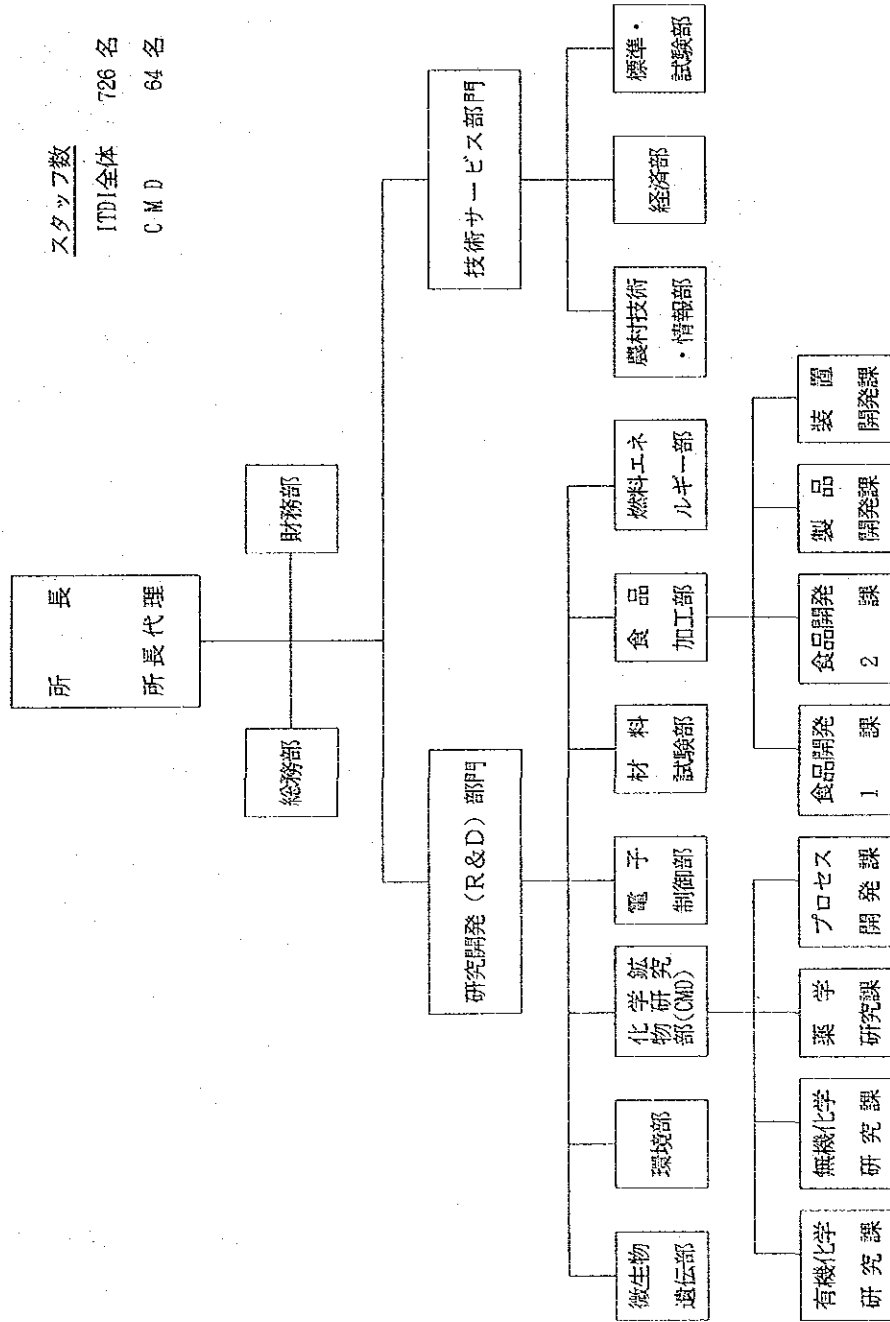 スタッフ数
ITDI全体 726 名
C M D 64 名
所 長
所長代理
総務部
財務部
研究開発(R&D)部門
技術サービス部門
微生物
遺伝部
環境部
化学鉱
物研究
部(CMD)
電 子
制御部
材 料
試験部
食 品
加工部
燃料エネ
ルギー部
農村技術
・情報部
経済部
標準・
試験部
有機化学
研究課
無機化学
研究課
薬 学
研究課
プロセス
開発課
食品開発
1 課
食品開発
2 課
製 品
開発課
装 置
開発課